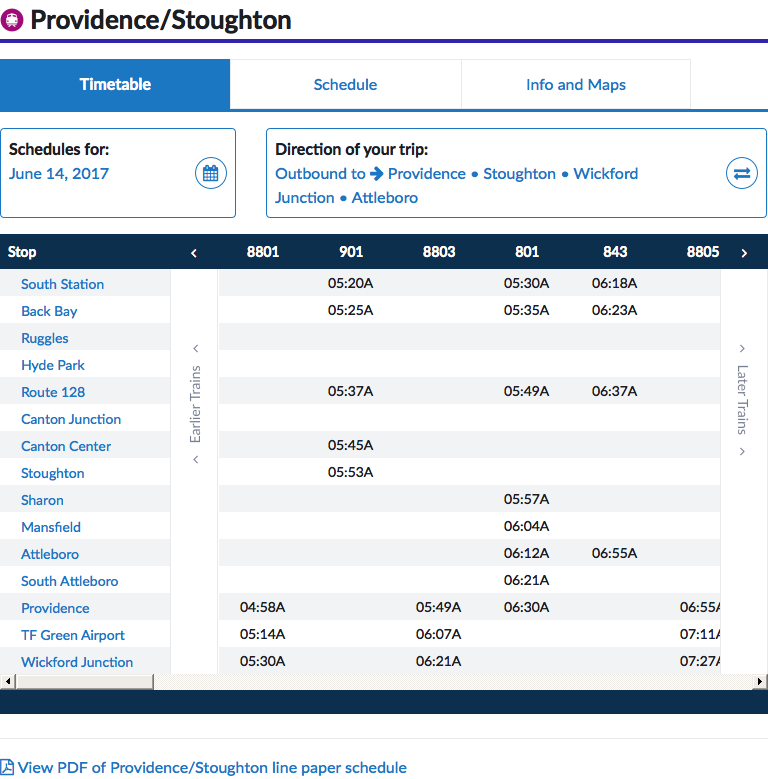 Providence/Stoughton
Timetable Schedule Info and Maps
Schedules for:
June 14, 2017
Direction of your trip:
Outbound to → Providence • Stoughton • Wickford
Junction • Attleboro
Stop < 8801 901 8803 801 843 8805 >
South Station 05:20A 05:30A 06:18A
Back Bay 05:25A 05:35A 06:23A
Ruggles
Hyde Park
Route 128 05:37A 05:49A 06:37A
Canton Junction
Canton Center 05:45A
Stoughton 05:53A
Sharon 05:57A
Mansfield 06:04A
Attleboro 06:12A 06:55A
South Attleboro 06:21A
Providence 04:58A 05:49A 06:30A 06:55A
TF Green Airport 05:14A 06:07A 07:11A
Wickford Junction 05:30A 06:21A 07:27A
< Earlier Trains <
> Later Trains >
View PDF of Providence/Stoughton line paper schedule